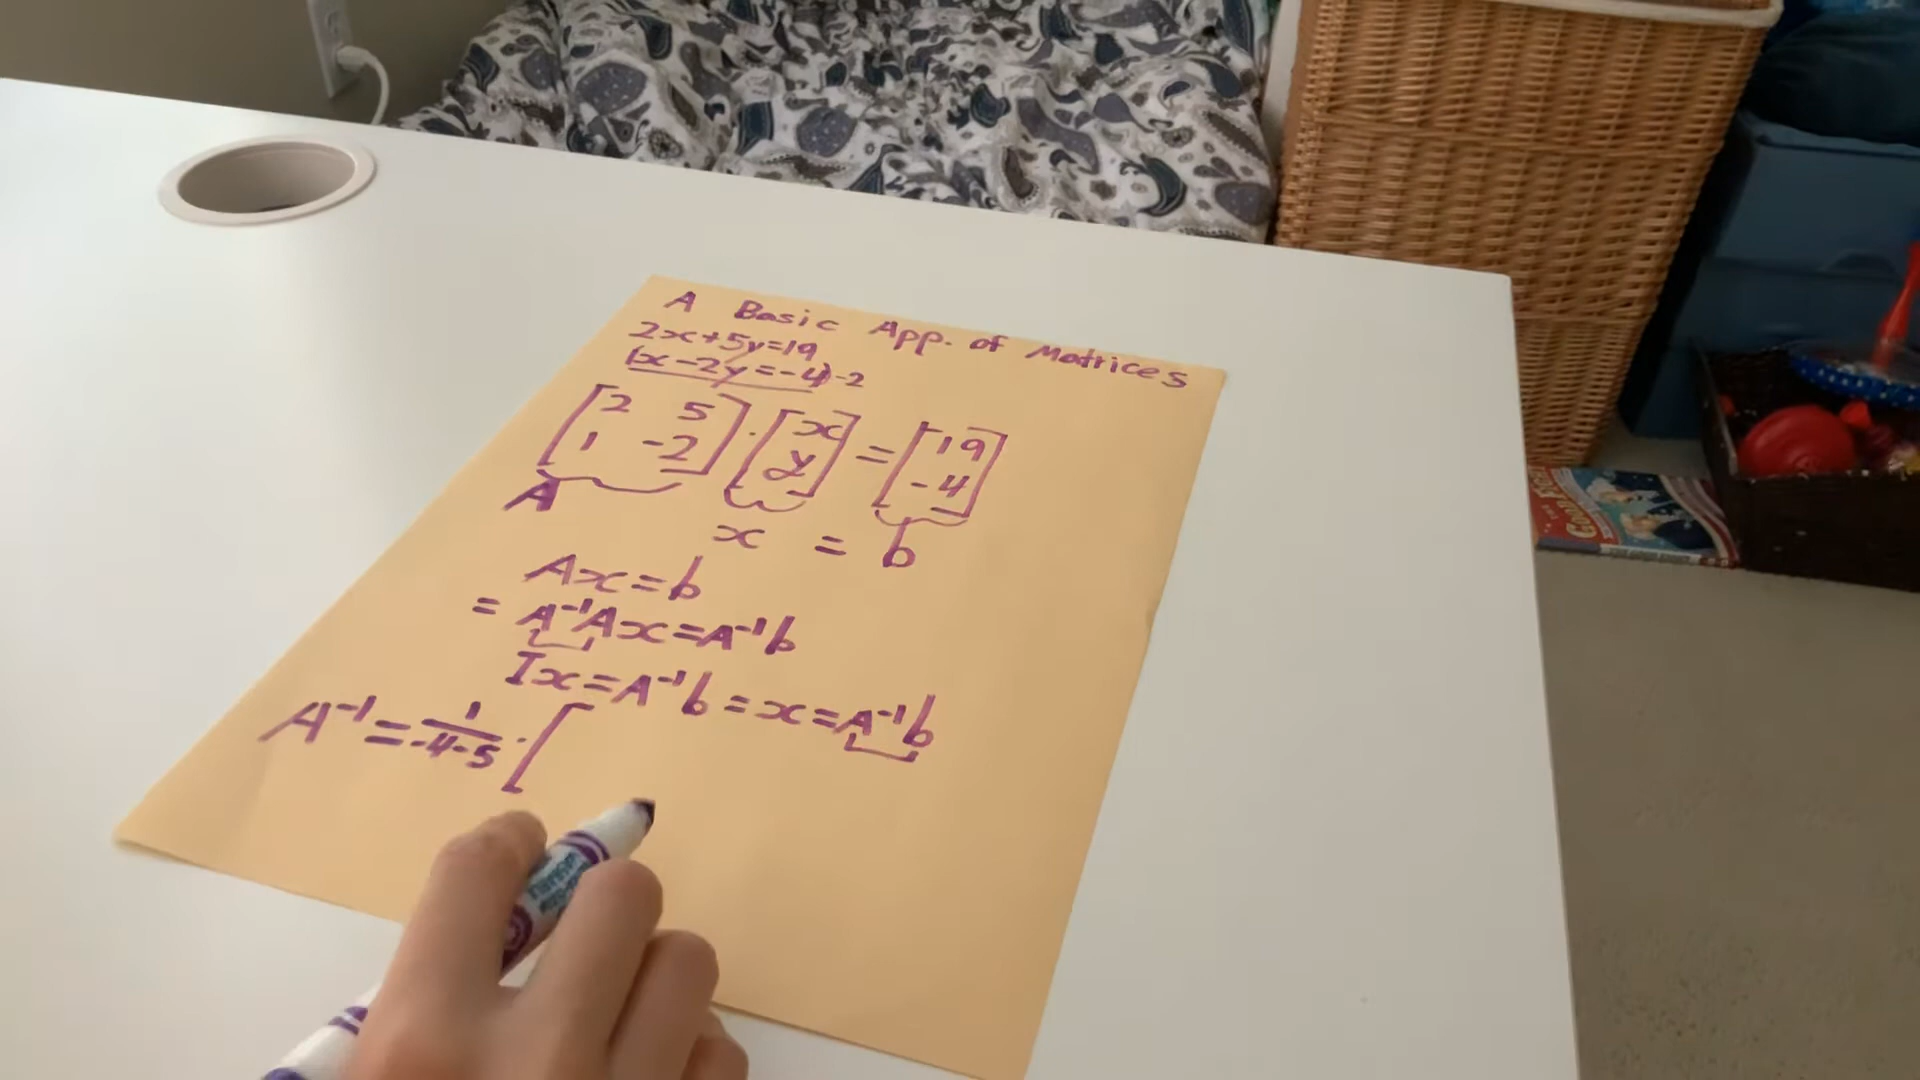 A Basic App. of Matrices
2x+5y=19
(x-2y=-4)-2
[2 5
1 -2] · [x
y] = [19
-4]
A
x = b
Ax=b
= A⁻¹Ax=A⁻¹b
Ix=A⁻¹b=x=A⁻¹b
A⁻¹=1/-4-5·[